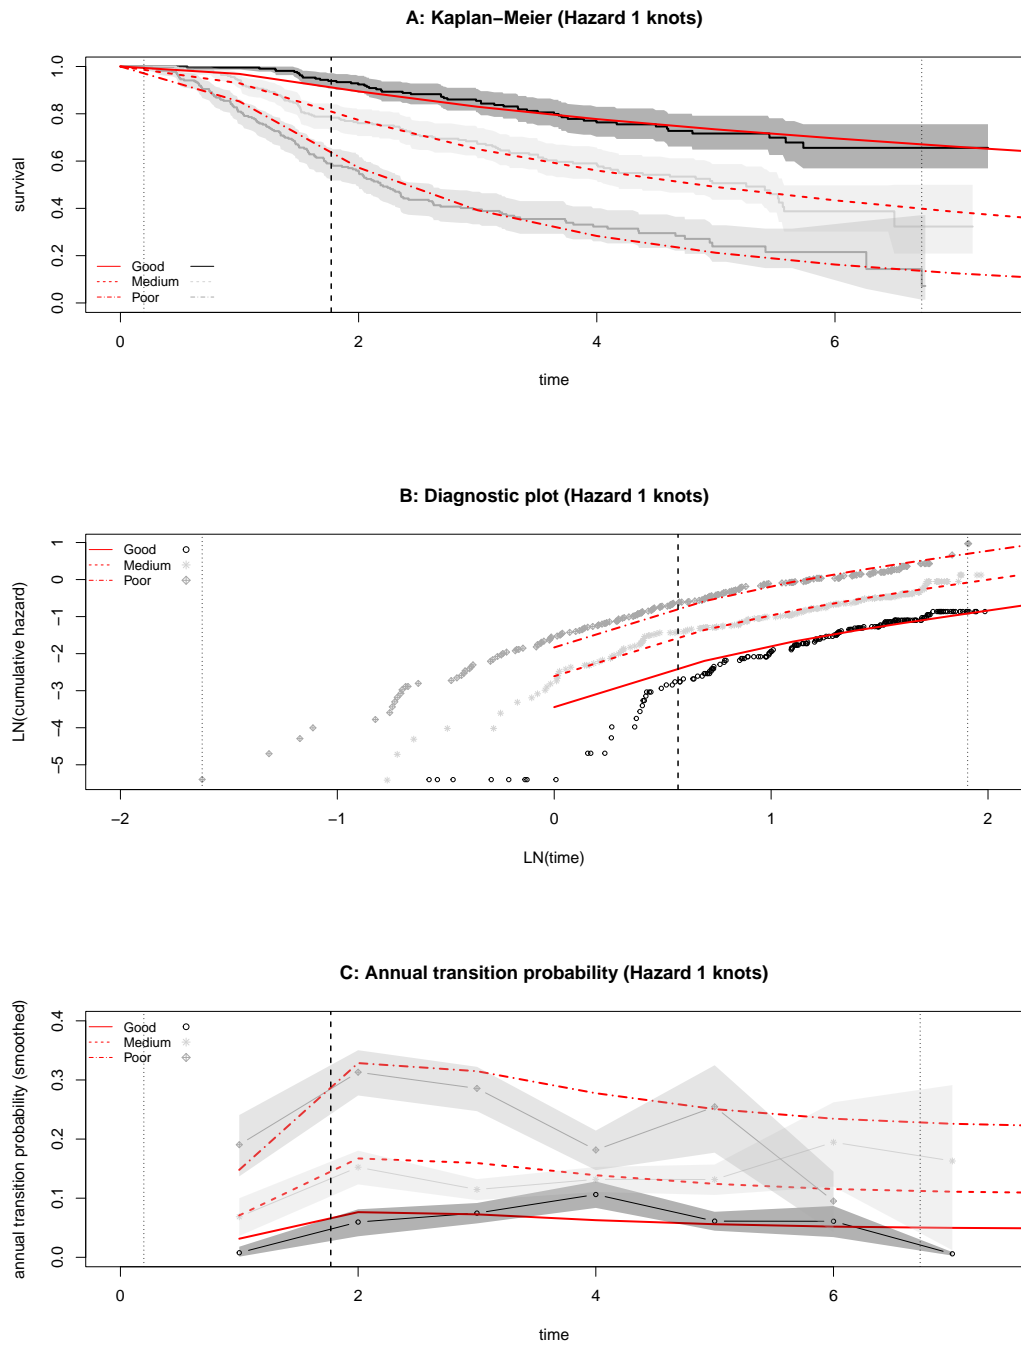 A: Kaplan−Meier (Hazard 1 knots)
survival
1.0
0.8
0.6
0.4
0.2
0.0
Good
Medium
Poor
0 2 4 6
time
B: Diagnostic plot (Hazard 1 knots)
LN(cumulative hazard)
1
0
−1
−2
−3
−4
−5
Good
Medium
Poor
−2 −1 0 1 2
LN(time)
C: Annual transition probability (Hazard 1 knots)
annual transition probability (smoothed)
0.4
0.3
0.2
0.1
0.0
Good
Medium
Poor
0 2 4 6
time